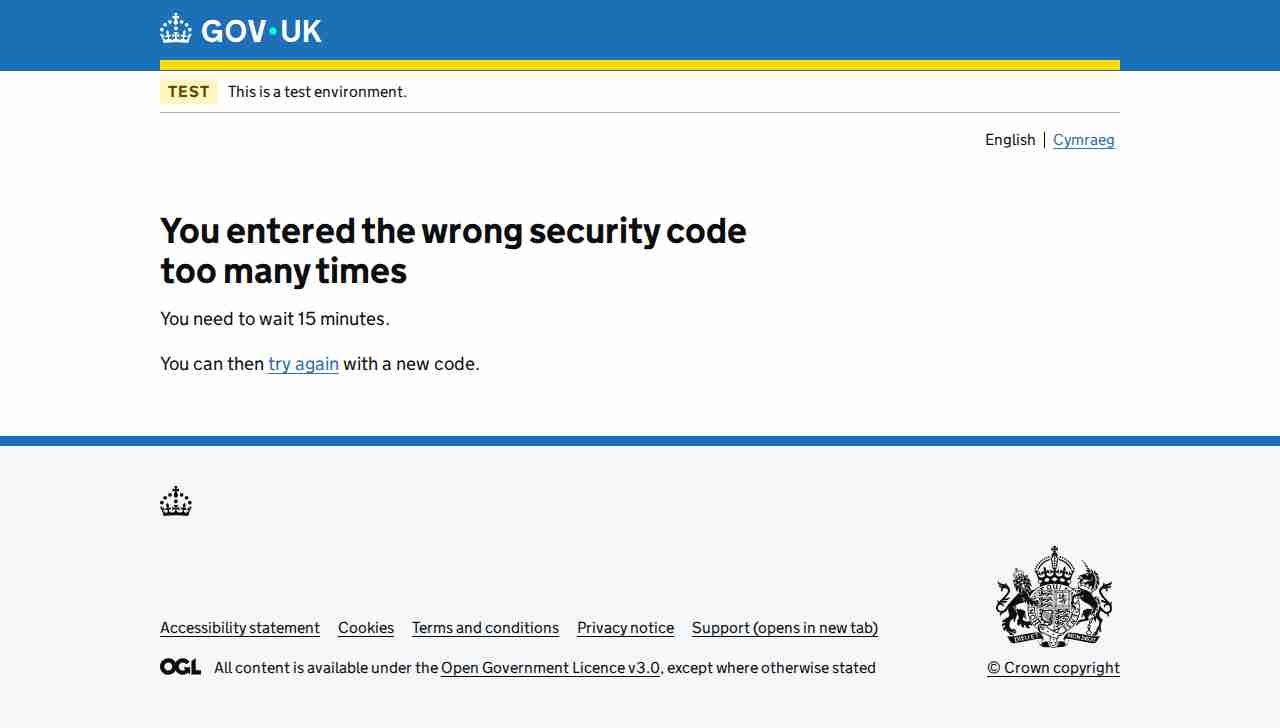 GOV·UK
TEST This is a test environment.
English Cymraeg
You entered the wrong security code
too many times
You need to wait 15 minutes.
You can then try again with a new code.
Accessibility statement Cookies Terms and conditions Privacy notice Support (opens in new tab)
OGL All content is available under the Open Government Licence v3.0, except where otherwise stated
© Crown copyright